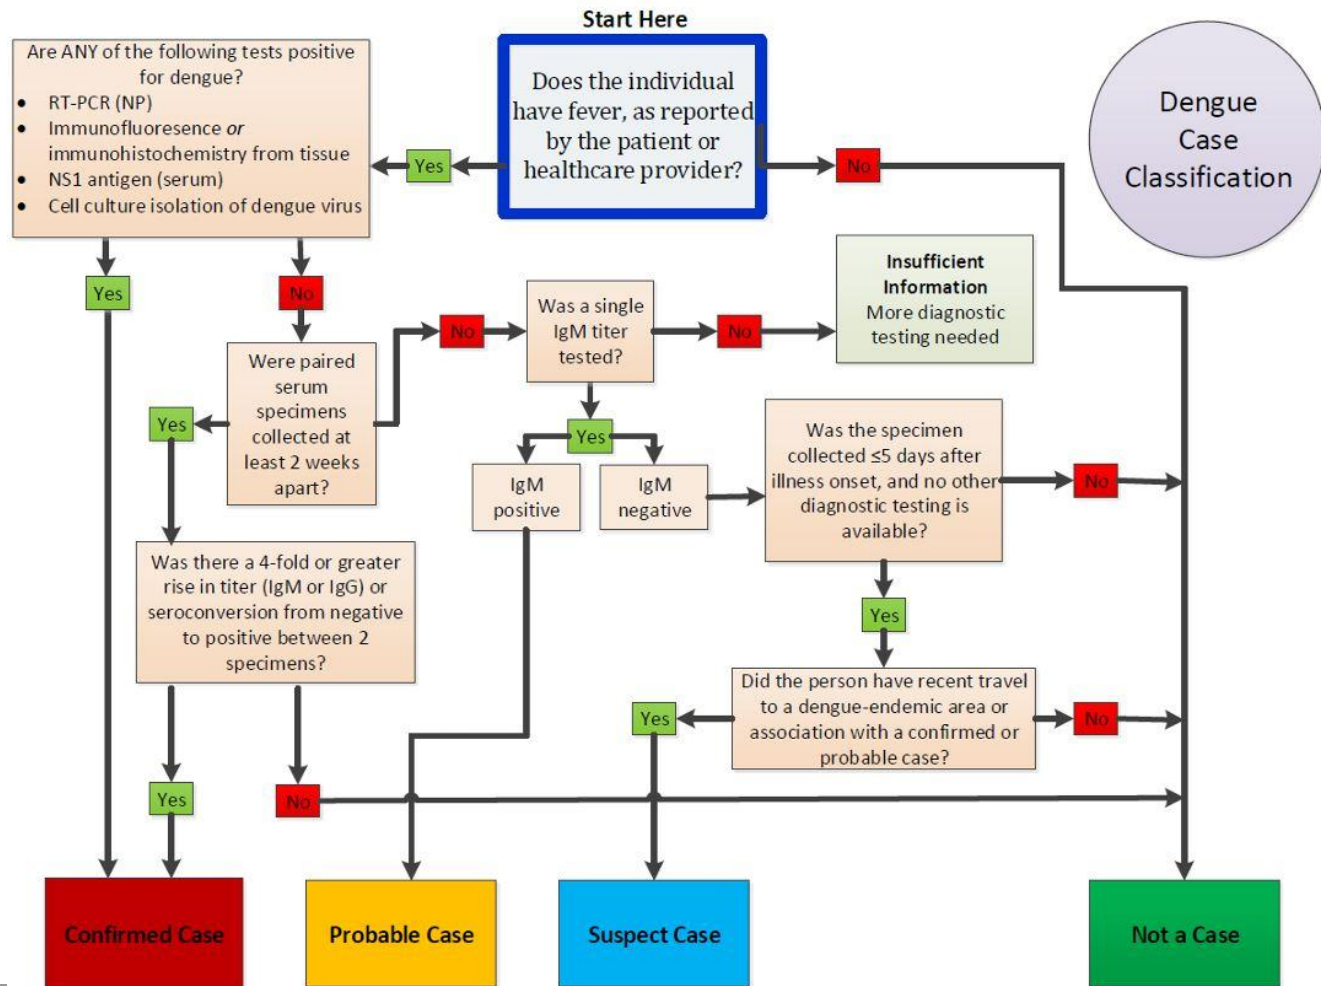 Start Here
Does the individual
have fever, as reported
by the patient or
healthcare provider?
Dengue
Case
Classification
Are ANY of the following tests positive
for dengue?
• RT-PCR (NP)
• Immunofluoresence or
immunohistochemistry from tissue
• NS1 antigen (serum)
• Cell culture isolation of dengue virus
Yes
No
Yes
No
Insufficient
Information
More diagnostic
testing needed
Was a single
IgM titer
tested?
No
No
Were paired
serum
specimens
collected at
least 2 weeks
apart?
Yes
Yes
IgM
positive
IgM
negative
Was the specimen
collected ≤5 days after
illness onset, and no other
diagnostic testing is
available?
No
Yes
Was there a 4-fold or greater
rise in titer (IgM or IgG) or
seroconversion from negative
to positive between 2
specimens?
Did the person have recent travel
to a dengue-endemic area or
association with a confirmed or
probable case?
Yes
No
Yes
No
Confirmed Case
Probable Case
Suspect Case
Not a Case